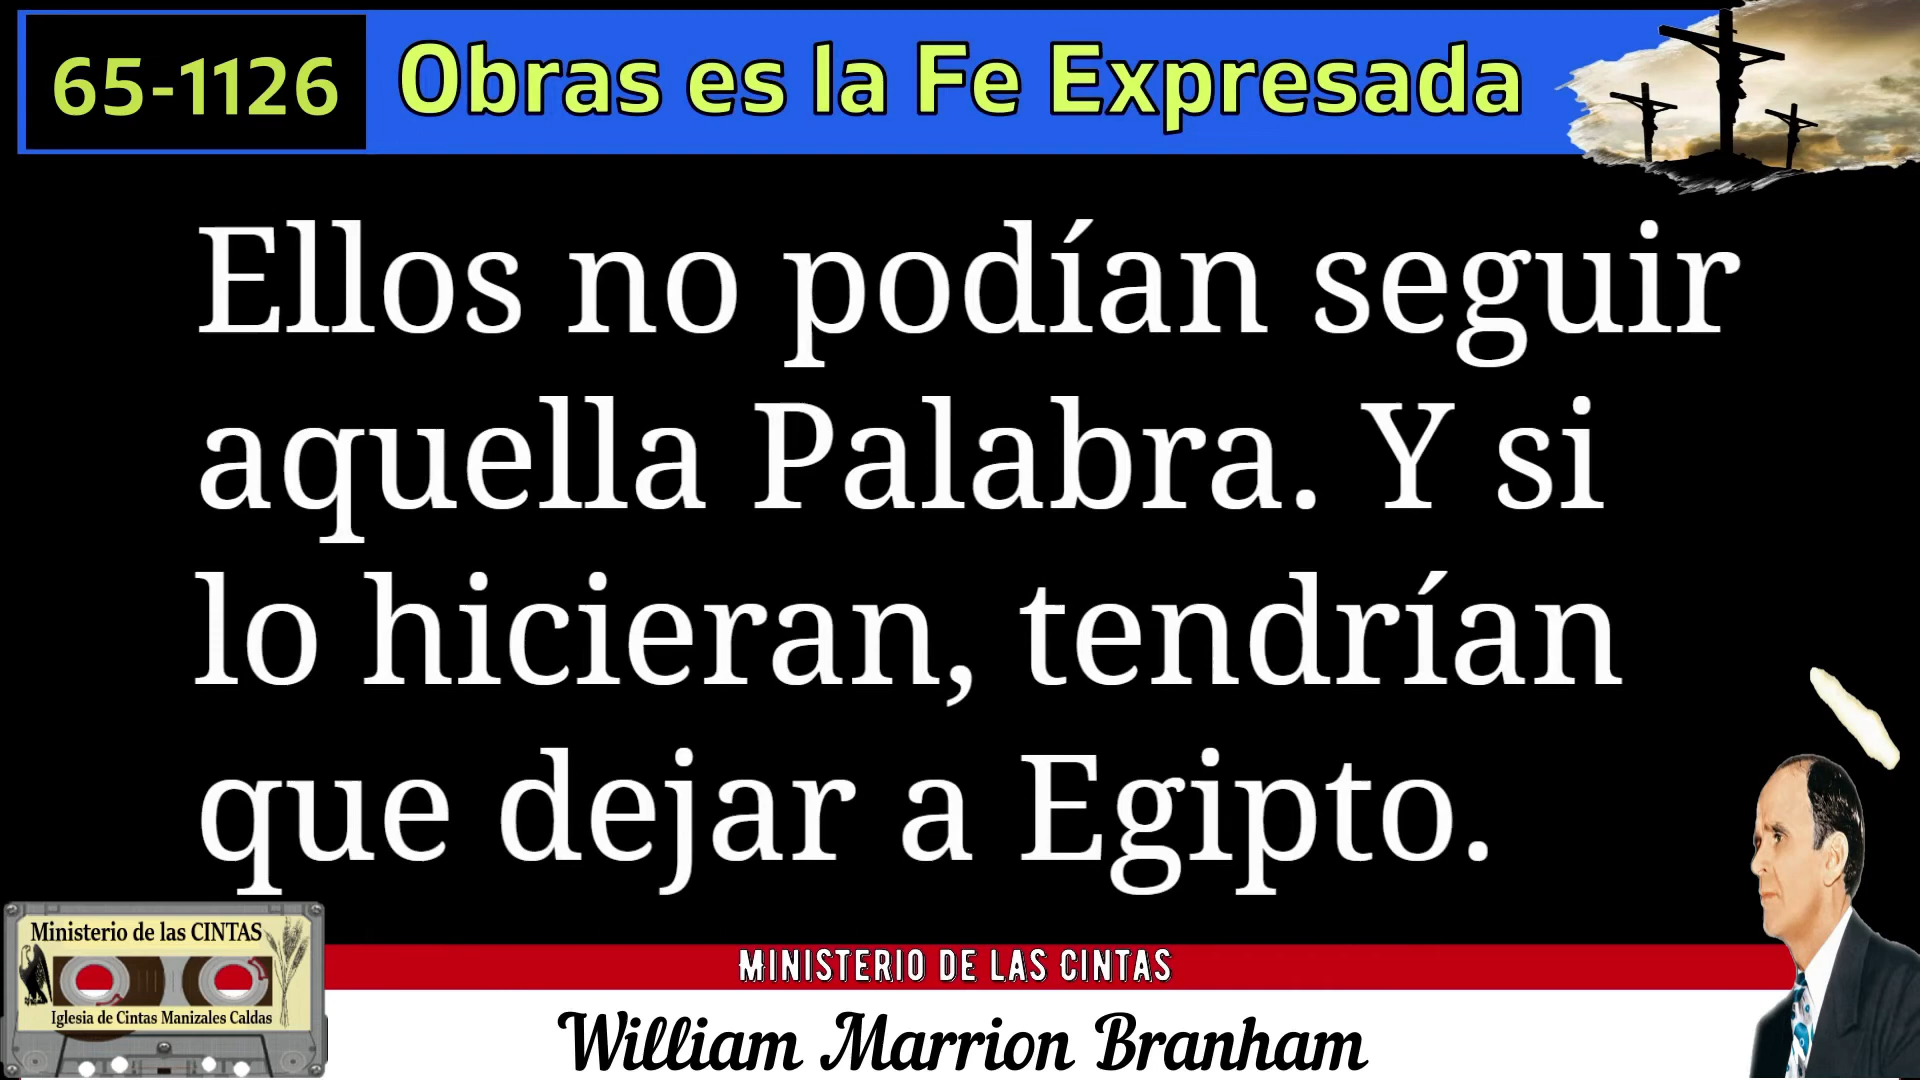 65-1126
Obras es la Fe Expresada
Ellos no podían seguir
aquella Palabra. Y si
lo hicieran, tendrían
que dejar a Egipto.
Ministerio de las CINTAS
Iglesia de Cintas Manizales Caldas
MINISTERIO DE LAS CINTAS
William Marrion Branham